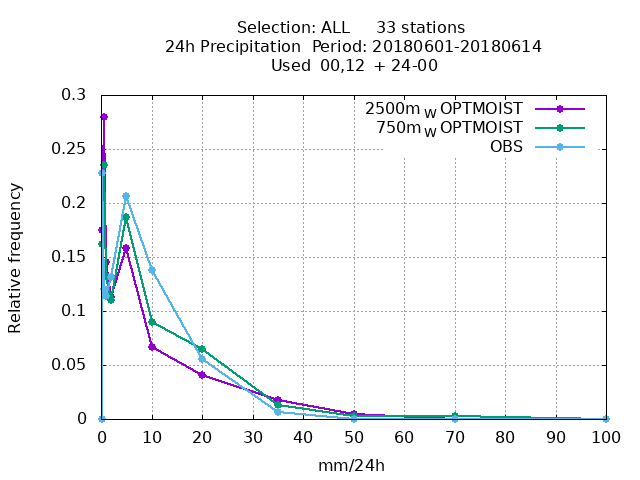 Selection: ALL 33 stations
24h Precipitation Period: 20180601-20180614
Used 00,12 + 24-00
2500m W OPTMOIST
750m W OPTMOIST
OBS
Relative frequency
0.3
0.25
0.2
0.15
0.1
0.05
0
0 10 20 30 40 50 60 70 80 90 100
mm/24h